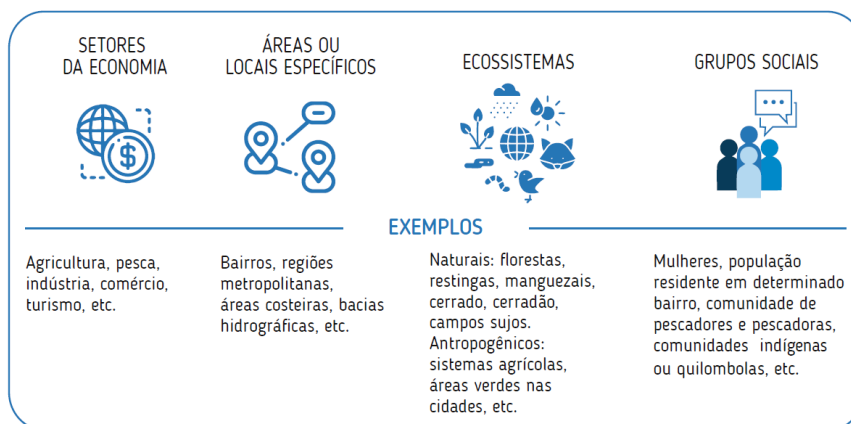 SETORES
DA ECONOMIA
ÁREAS OU
LOCAIS ESPECÍFICOS
ECOSSISTEMAS
GRUPOS SOCIAIS
$
EXEMPLOS
Agricultura, pesca,
indústria, comércio,
turismo, etc.
Bairros, regiões
metropolitanas,
áreas costeiras, bacias
hidrográficas, etc.
Naturais: florestas,
restingas, manguezais,
cerrado, cerradão,
campos sujos.
Antropogênicos:
sistemas agrícolas,
áreas verdes nas
cidades, etc.
Mulheres, população
residente em determinado
bairro, comunidade de
pescadores e pescadoras,
comunidades indígenas
ou quilombolas, etc.